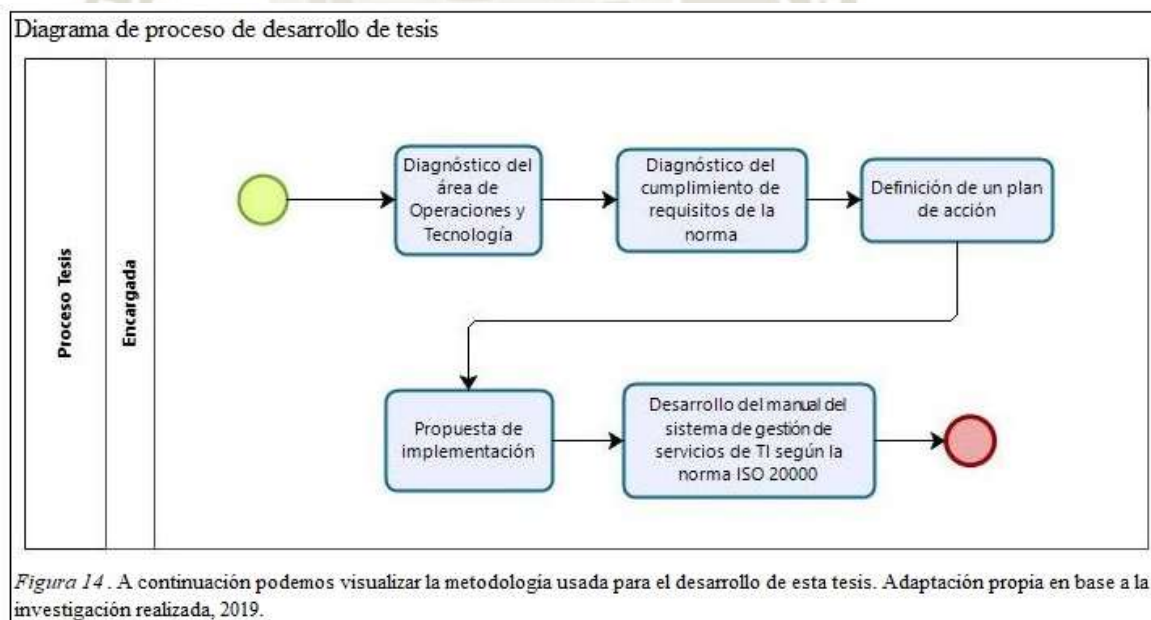 Diagrama de proceso de desarrollo de tesis
Proceso Tesis
Encargada
Diagnóstico del
área de
Operaciones y
Tecnología
Diagnóstico del
cumplimiento de
requisitos de la
norma
Definición de un plan
de acción
Propuesta de
implementación
Desarrollo del manual del
sistema de gestión de
servicios de TI según la
norma ISO 20000
Figura 14 . A continuación podemos visualizar la metodología usada para el desarrollo de esta tesis. Adaptación propia en base a la
investigación realizada, 2019.